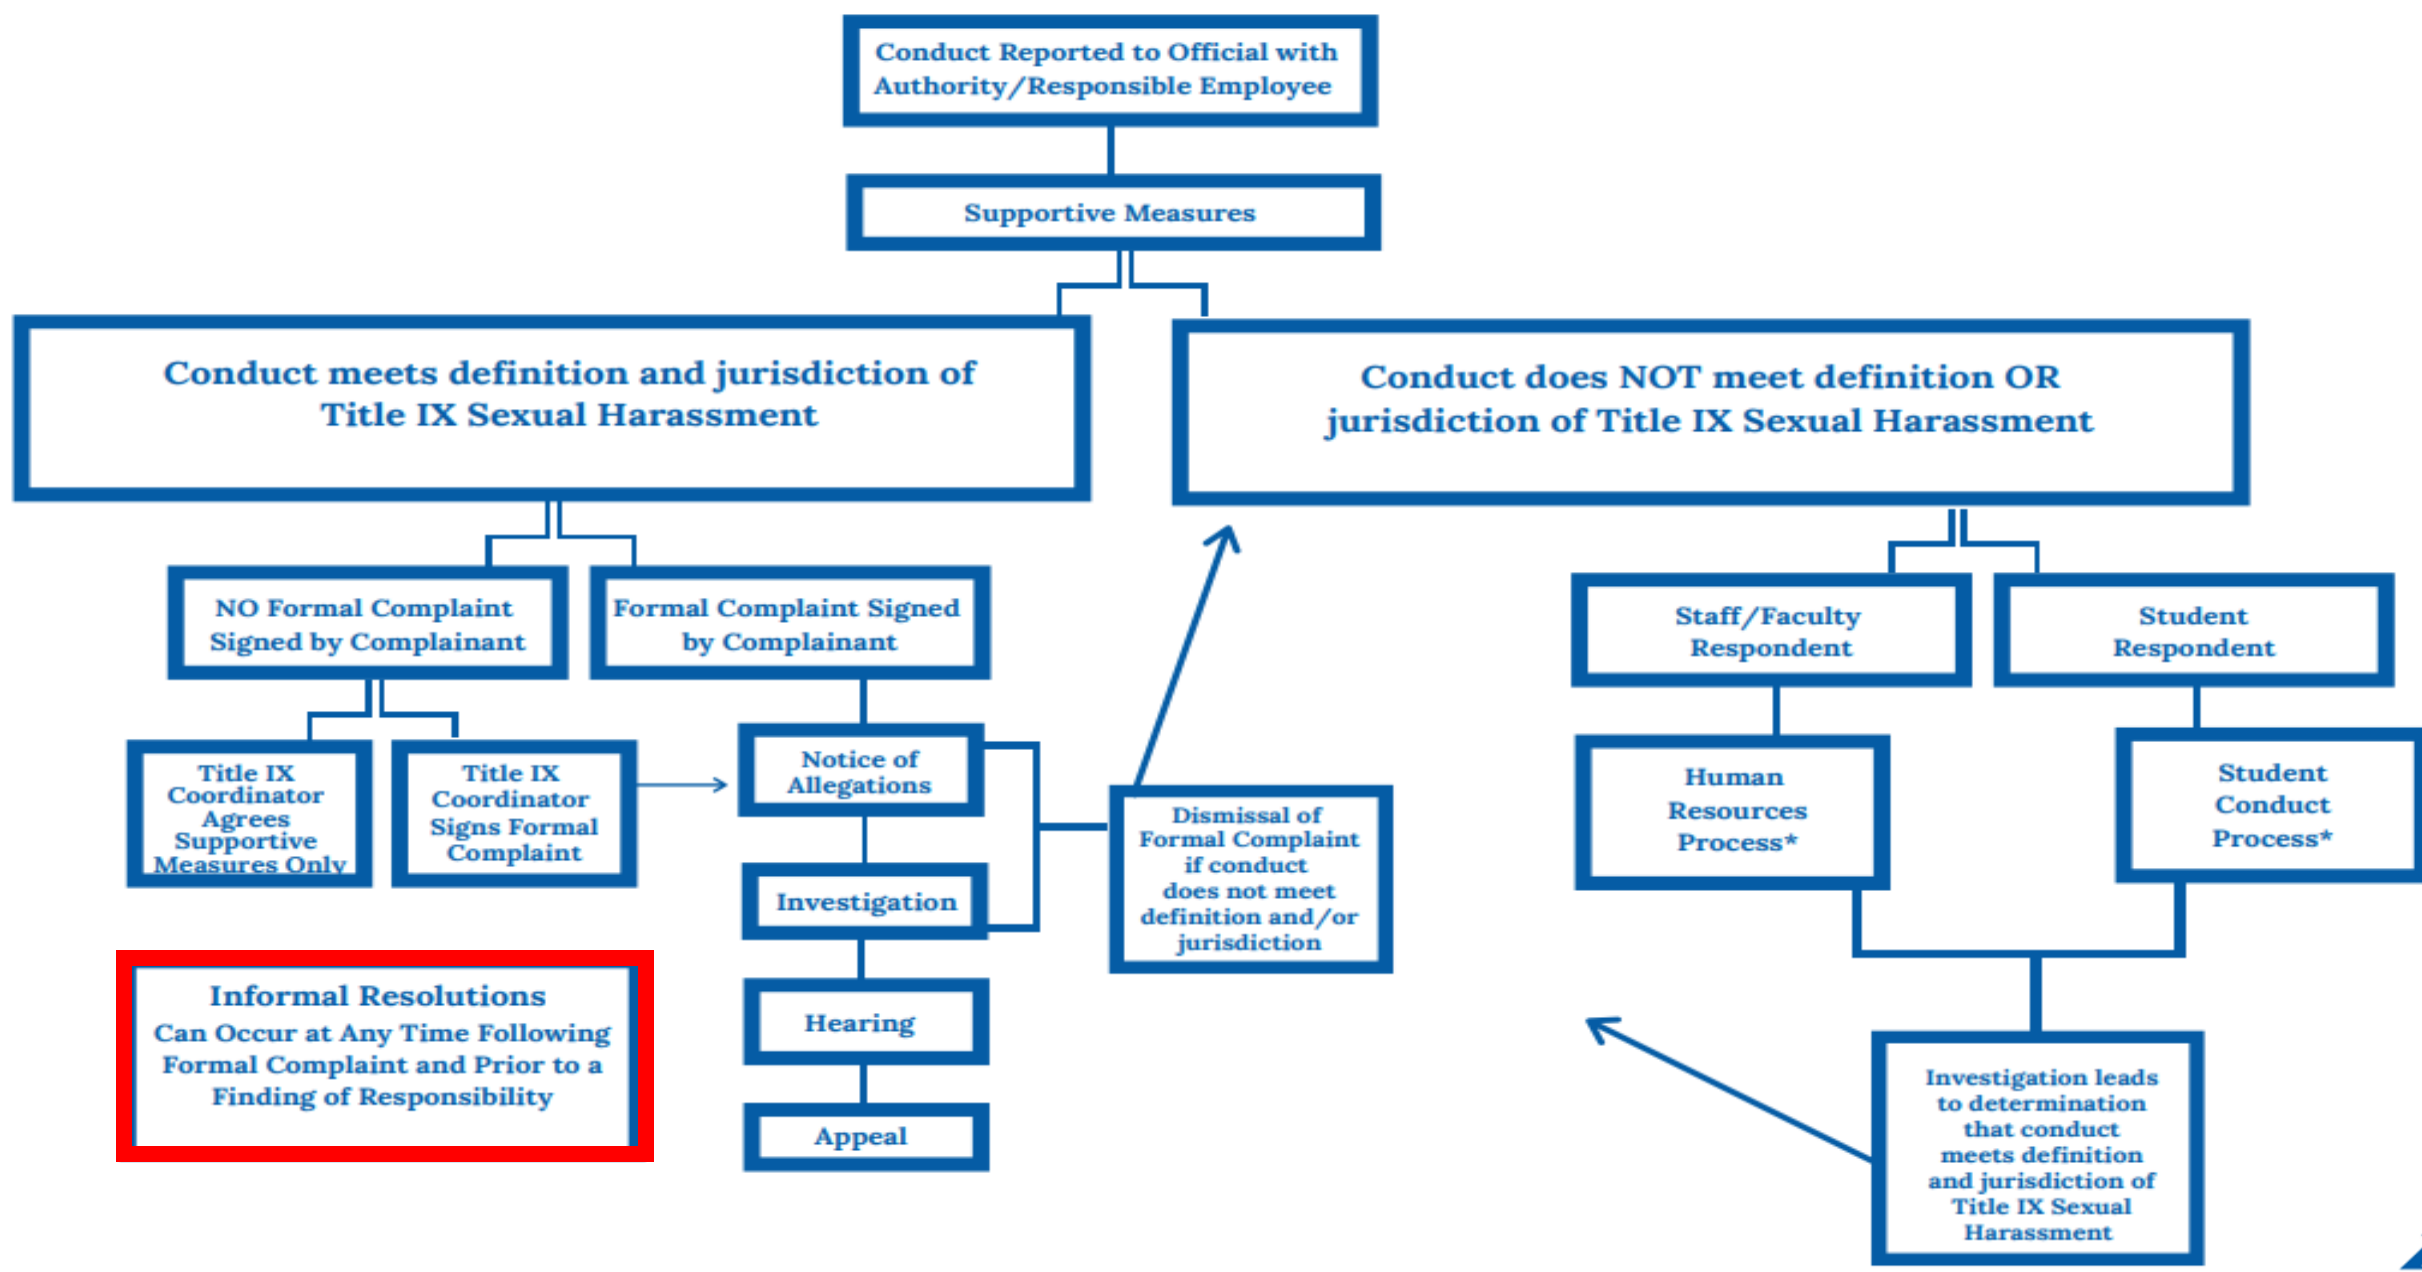 Conduct Reported to Official with
Authority/Responsible Employee
Supportive Measures
Conduct meets definition and jurisdiction of
Title IX Sexual Harassment
Conduct does NOT meet definition OR
jurisdiction of Title IX Sexual Harassment
NO Formal Complaint
Signed by Complainant
Formal Complaint Signed
by Complainant
Staff/Faculty
Respondent
Student
Respondent
Title IX
Coordinator
Agrees
Supportive
Measures Only
Title IX
Coordinator
Signs Formal
Complaint
Notice of
Allegations
Dismissal of
Formal Complaint
if conduct
does not meet
definition and/or
jurisdiction
Human
Resources
Process*
Student
Conduct
Process*
Investigation
Informal Resolutions
Can Occur at Any Time Following
Formal Complaint and Prior to a
Finding of Responsibility
Hearing
Appeal
Investigation leads
to determination
that conduct
meets definition
and jurisdiction of
Title IX Sexual
Harassment